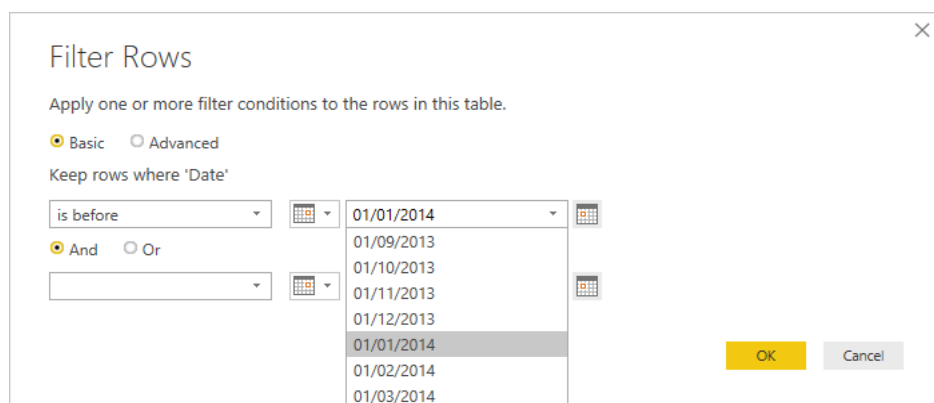 Filter Rows
Apply one or more filter conditions to the rows in this table.
Basic Advanced
Keep rows where 'Date'
is before 01/01/2014
And Or
01/09/2013
01/10/2013
01/11/2013
01/12/2013
01/01/2014
01/02/2014
01/03/2014
OK Cancel